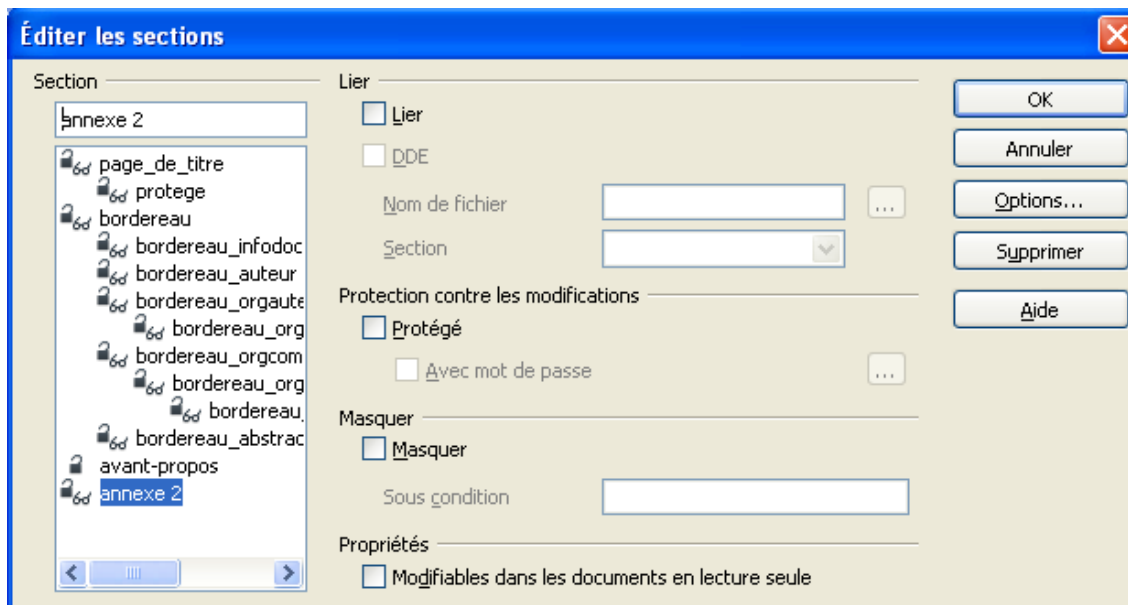 Éditer les sections
Section
annexe 2
page_de_titre
protege
bordereau
bordereau_infodoc
bordereau_auteur
bordereau_orgaute
bordereau_org
bordereau_orgcom
bordereau_org
bordereau
bordereau_abstrac
avant-propos
annexe 2
Lier
Lier
DDE
Nom de fichier
...
Section
Protection contre les modifications
Protégé
Avec mot de passe
...
Masquer
Masquer
Sous condition
Propriétés
Modifiables dans les documents en lecture seule
OK
Annuler
Options...
Supprimer
Aide